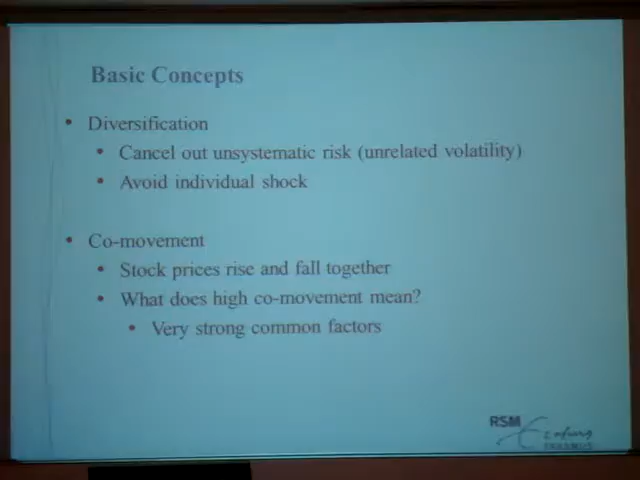 Basic Concepts
• Diversification
• Cancel out unsystematic risk (unrelated volatility)
• Avoid individual shock
• Co-movement
• Stock prices rise and fall together
• What does high co-movement mean?
• Very strong common factors
RSM